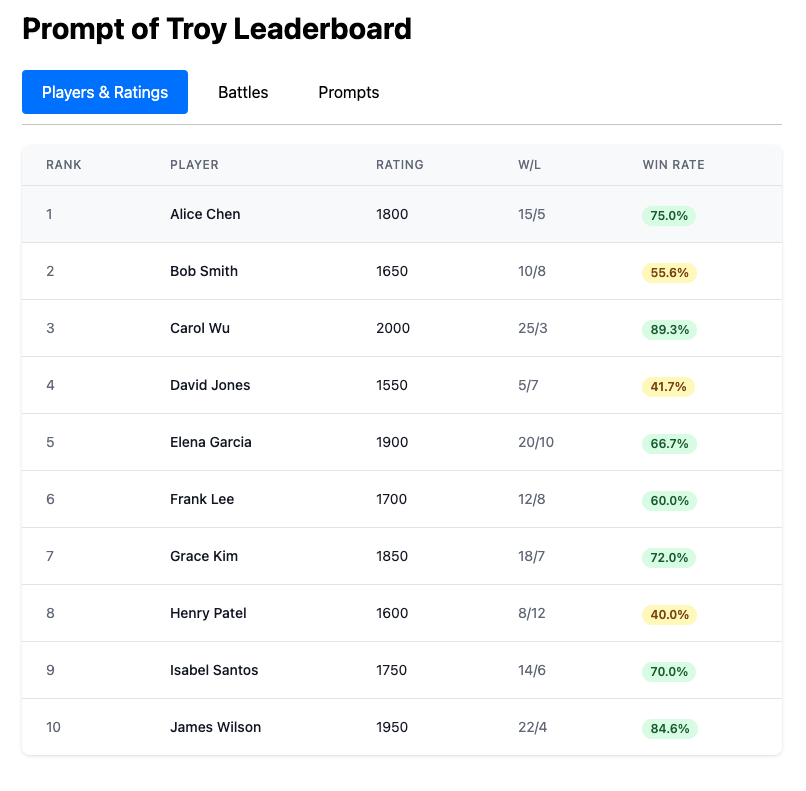 Prompt of Troy Leaderboard
Players & Ratings Battles Prompts
RANK PLAYER RATING W/L WIN RATE
1 Alice Chen 1800 15/5 75.0%
2 Bob Smith 1650 10/8 55.6%
3 Carol Wu 2000 25/3 89.3%
4 David Jones 1550 5/7 41.7%
5 Elena Garcia 1900 20/10 66.7%
6 Frank Lee 1700 12/8 60.0%
7 Grace Kim 1850 18/7 72.0%
8 Henry Patel 1600 8/12 40.0%
9 Isabel Santos 1750 14/6 70.0%
10 James Wilson 1950 22/4 84.6%